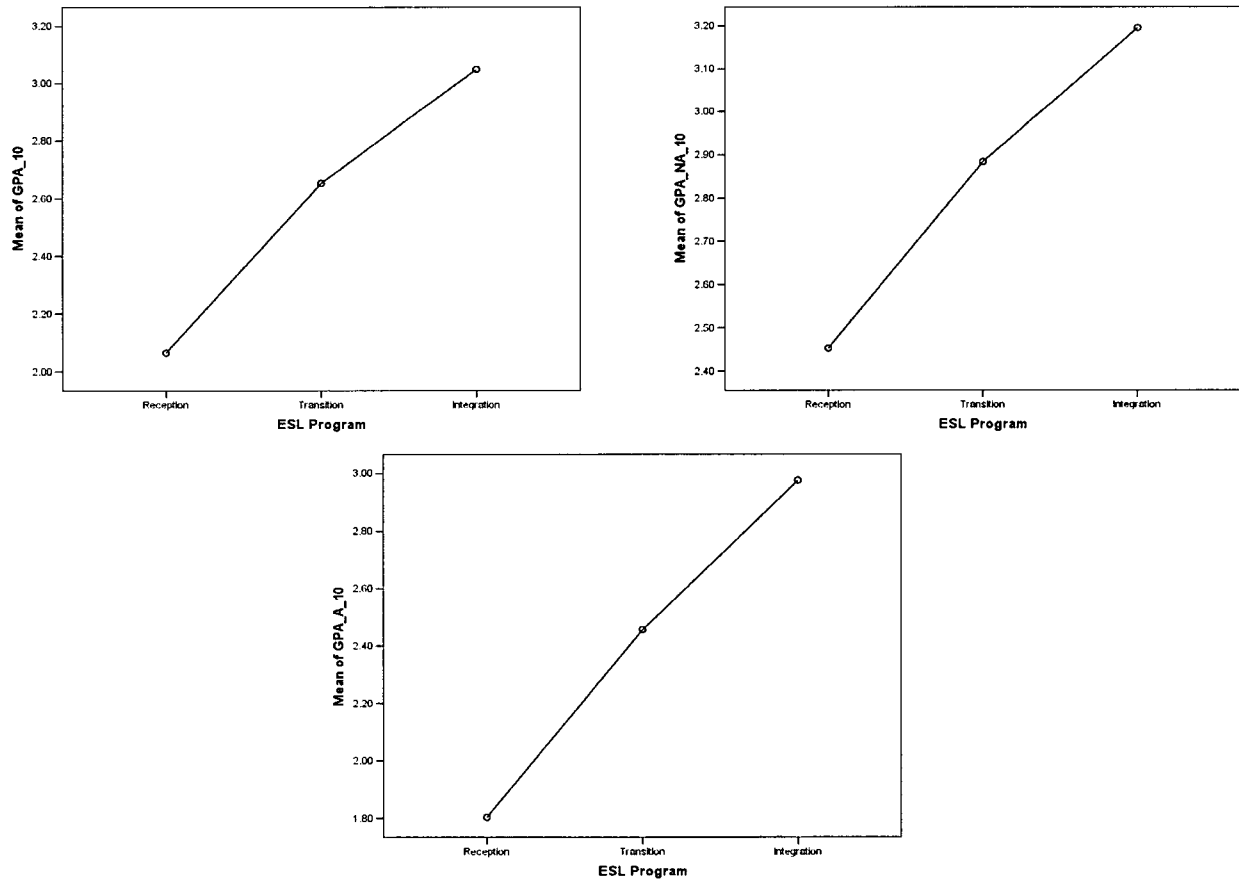 3.20
3.00
2.80
2.60
2.40
2.20
2.00
Mean of GPA_10
Reception Transition Integration
ESL Program
3.20
3.10
3.00
2.90
2.80
2.70
2.60
2.50
2.40
Mean of GPA_NA_10
Reception Transition Integration
ESL Program
3.00
2.80
2.60
2.40
2.20
2.00
1.80
Mean of GPA_A_10
Reception Transition Integration
ESL Program